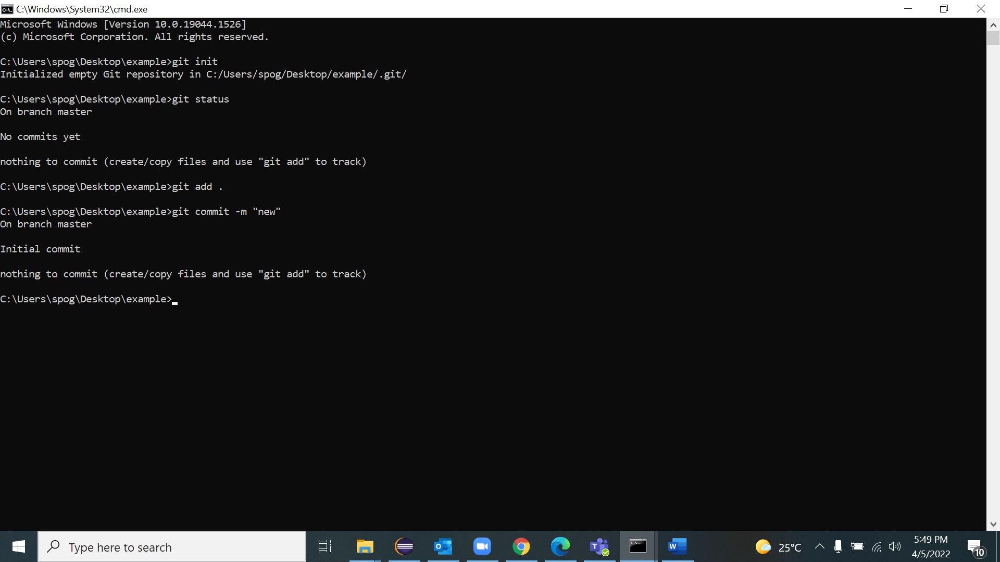 C:\Windows\System32\cmd.exe
Microsoft Windows [Version 10.0.19044.1526]
(c) Microsoft Corporation. All rights reserved.
C:\Users\spog\Desktop\example>git init
Initialized empty Git repository in C:/Users/spog/Desktop/example/.git/
C:\Users\spog\Desktop\example>git status
On branch master
No commits yet
nothing to commit (create/copy files and use "git add" to track)
C:\Users\spog\Desktop\example>git add .
C:\Users\spog\Desktop\example>git commit -m "new"
On branch master
Initial commit
nothing to commit (create/copy files and use "git add" to track)
C:\Users\spog\Desktop\example>
Type here to search
25°C
5:49 PM
4/5/2022
10